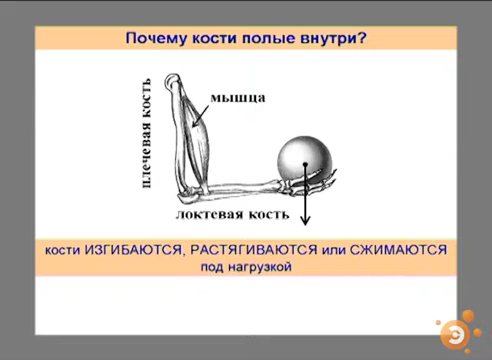 Почему кости полые внутри?
плечевая кость
мышца
локтевая кость
кости ИЗГИБАЮТСЯ, РАСТЯГИВАЮТСЯ или СЖИМАЮТСЯ
под нагрузкой